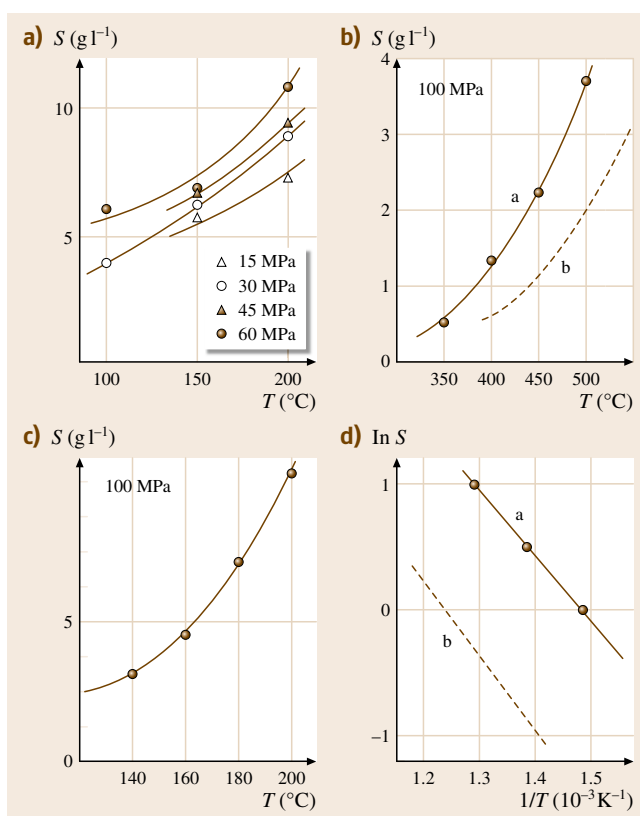 a) S (g l⁻¹)
10
5
100 150 200
T (°C)
△ 15 MPa
○ 30 MPa
▲ 45 MPa
● 60 MPa
b) S (g l⁻¹)
4
100 MPa
3
a
2
b
1
0
350 400 450 500
T (°C)
c) S (g l⁻¹)
100 MPa
5
0
140 160 180 200
T (°C)
d) ln S
1
a
0
b
−1
1.2 1.3 1.4 1.5
1/T (10⁻³ K⁻¹)